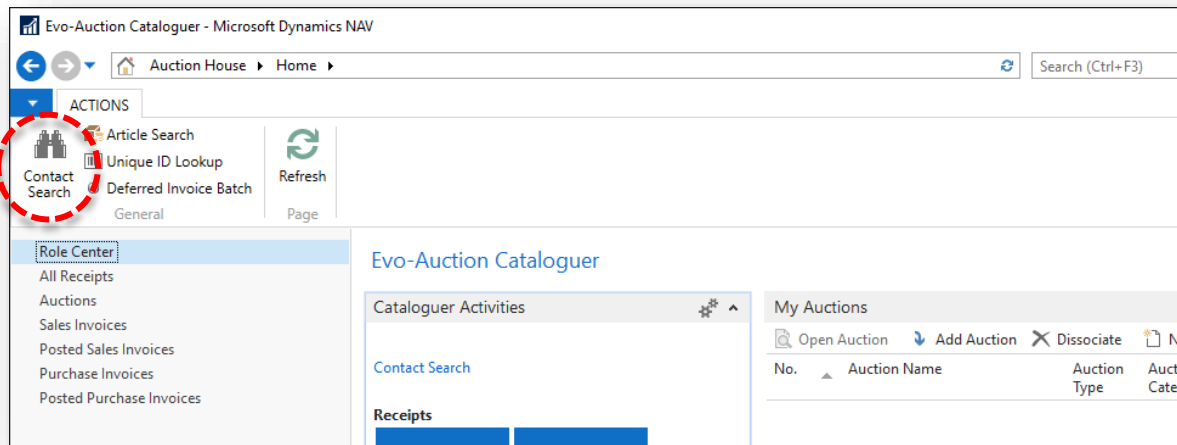 Evo-Auction Cataloguer - Microsoft Dynamics NAV
Auction House Home
Search (Ctrl+F3)
ACTIONS
Contact
Search
Article Search
Unique ID Lookup
Deferred Invoice Batch
General
Refresh
Page
Role Center
All Receipts
Auctions
Sales Invoices
Posted Sales Invoices
Purchase Invoices
Posted Purchase Invoices
Evo-Auction Cataloguer
Cataloguer Activities
Contact Search
Receipts
My Auctions
Open Auction Add Auction Dissociate N
No. Auction Name Auction
Type Auct
Cate